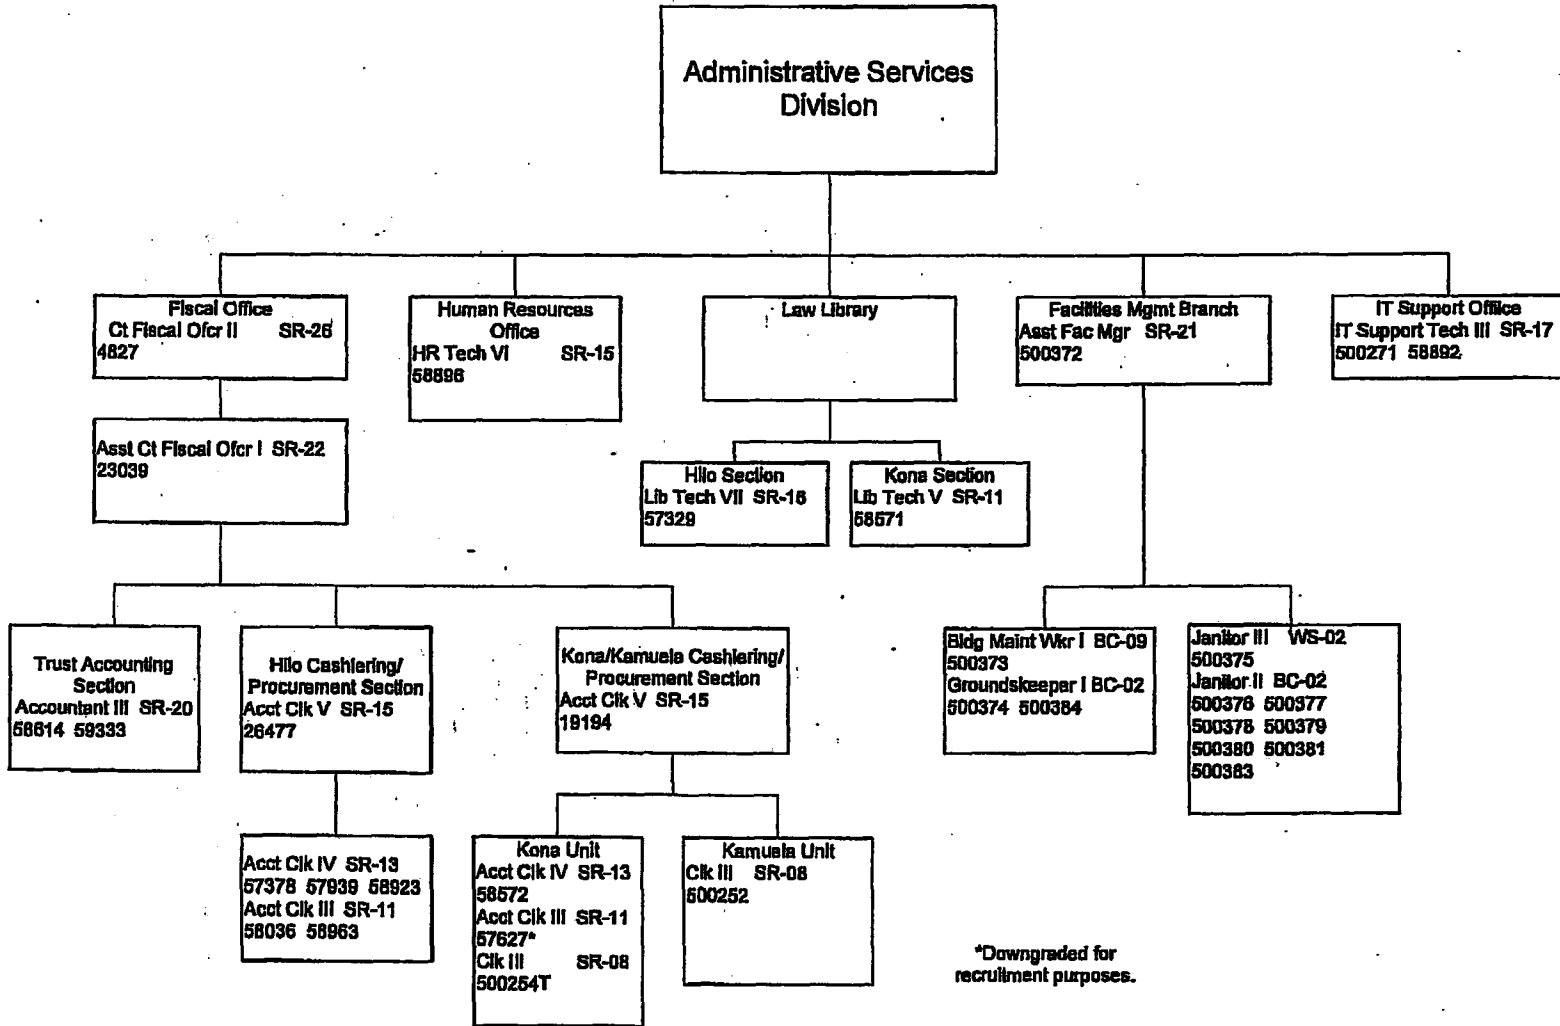 Administrative Services
Division
Fiscal Office
Ct Fiscal Ofcr II SR-26
4827
Human Resources
Office
HR Tech VI SR-15
58896
Law Library
Facilities Mgmt Branch
Asst Fac Mgr SR-21
500372
IT Support Office
IT Support Tech III SR-17
500271 58892
Asst Ct Fiscal Ofcr I SR-22
23039
Hilo Section
Lib Tech VII SR-16
57329
Kona Section
Lib Tech V SR-11
58571
Trust Accounting
Section
Accountant III SR-20
58614 59333
Hilo Cashiering/
Procurement Section
Acct Clk V SR-15
26477
Kona/Kamuela Cashiering/
Procurement Section
Acct Clk V SR-15
19194
Bldg Maint Wkr I BC-09
500373
Groundskeeper I BC-02
500374 500384
Janitor III WS-02
500375
Janitor II BC-02
500376 500377
500378 500379
500380 500381
500383
Acct Clk IV SR-13
57378 57939 58923
Acct Clk III SR-11
58036 58963
Kona Unit
Acct Clk IV SR-13
58572
Acct Clk III SR-11
57627*
Clk III SR-08
500254T
Kamuela Unit
Clk III SR-08
500252
*Downgraded for
recruitment purposes.